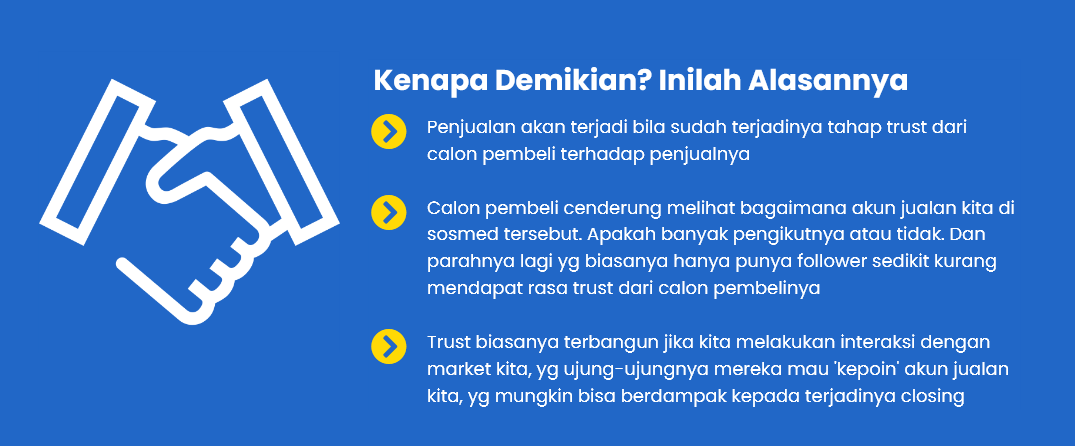 Kenapa Demikian? Inilah Alasannya
Penjualan akan terjadi bila sudah terjadinya tahap trust dari
calon pembeli terhadap penjualnya
Calon pembeli cenderung melihat bagaimana akun jualan kita di
sosmed tersebut. Apakah banyak pengikutnya atau tidak. Dan
parahnya lagi yg biasanya hanya punya follower sedikit kurang
mendapat rasa trust dari calon pembelinya
Trust biasanya terbangun jika kita melakukan interaksi dengan
market kita, yg ujung-ujungnya mereka mau 'kepoin' akun jualan
kita, yg mungkin bisa berdampak kepada terjadinya closing